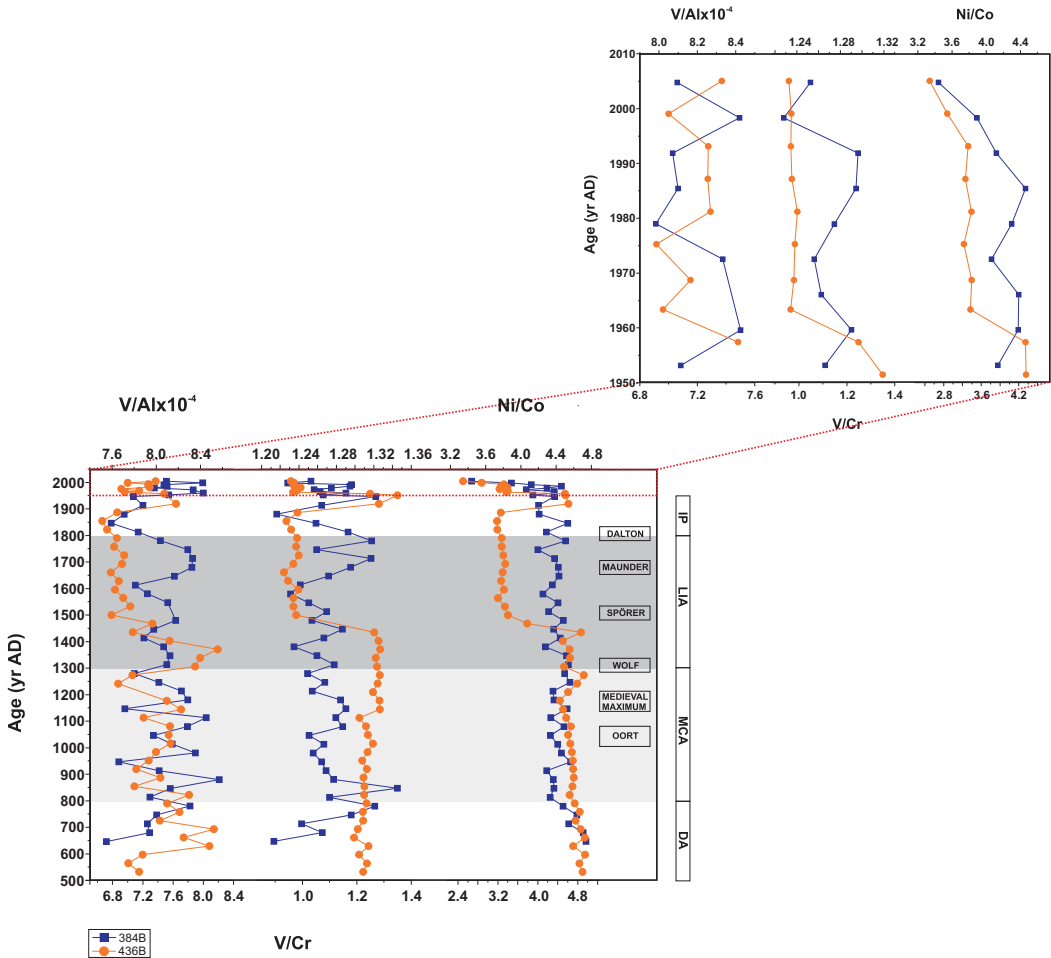 V/Alx10-4 Ni/Co
8.0 8.2 8.4 1.24 1.28 1.32 3.2 3.6 4.0 4.4
2010
2000
1990
1980
1970
1960
1950
Age (yr AD)
6.8 7.2 7.6 1.0 1.2 1.4 2.8 3.6 4.2
V/Cr
V/Alx10-4 Ni/Co
7.6 8.0 8.4 1.20 1.24 1.28 1.32 1.36 3.2 3.6 4.0 4.4 4.8
2000
1900
1800
1700
1600
1500
1400
1300
1200
1100
1000
900
800
700
600
500
Age (yr AD)
DALTON
MAUNDER
SPÖRER
WOLF
MEDIEVAL
MAXIMUM
OORT
IP
LIA
MCA
DA
6.8 7.2 7.6 8.0 8.4 1.0 1.2 2.4 3.2 4.0 4.8
V/Cr
384B
436B